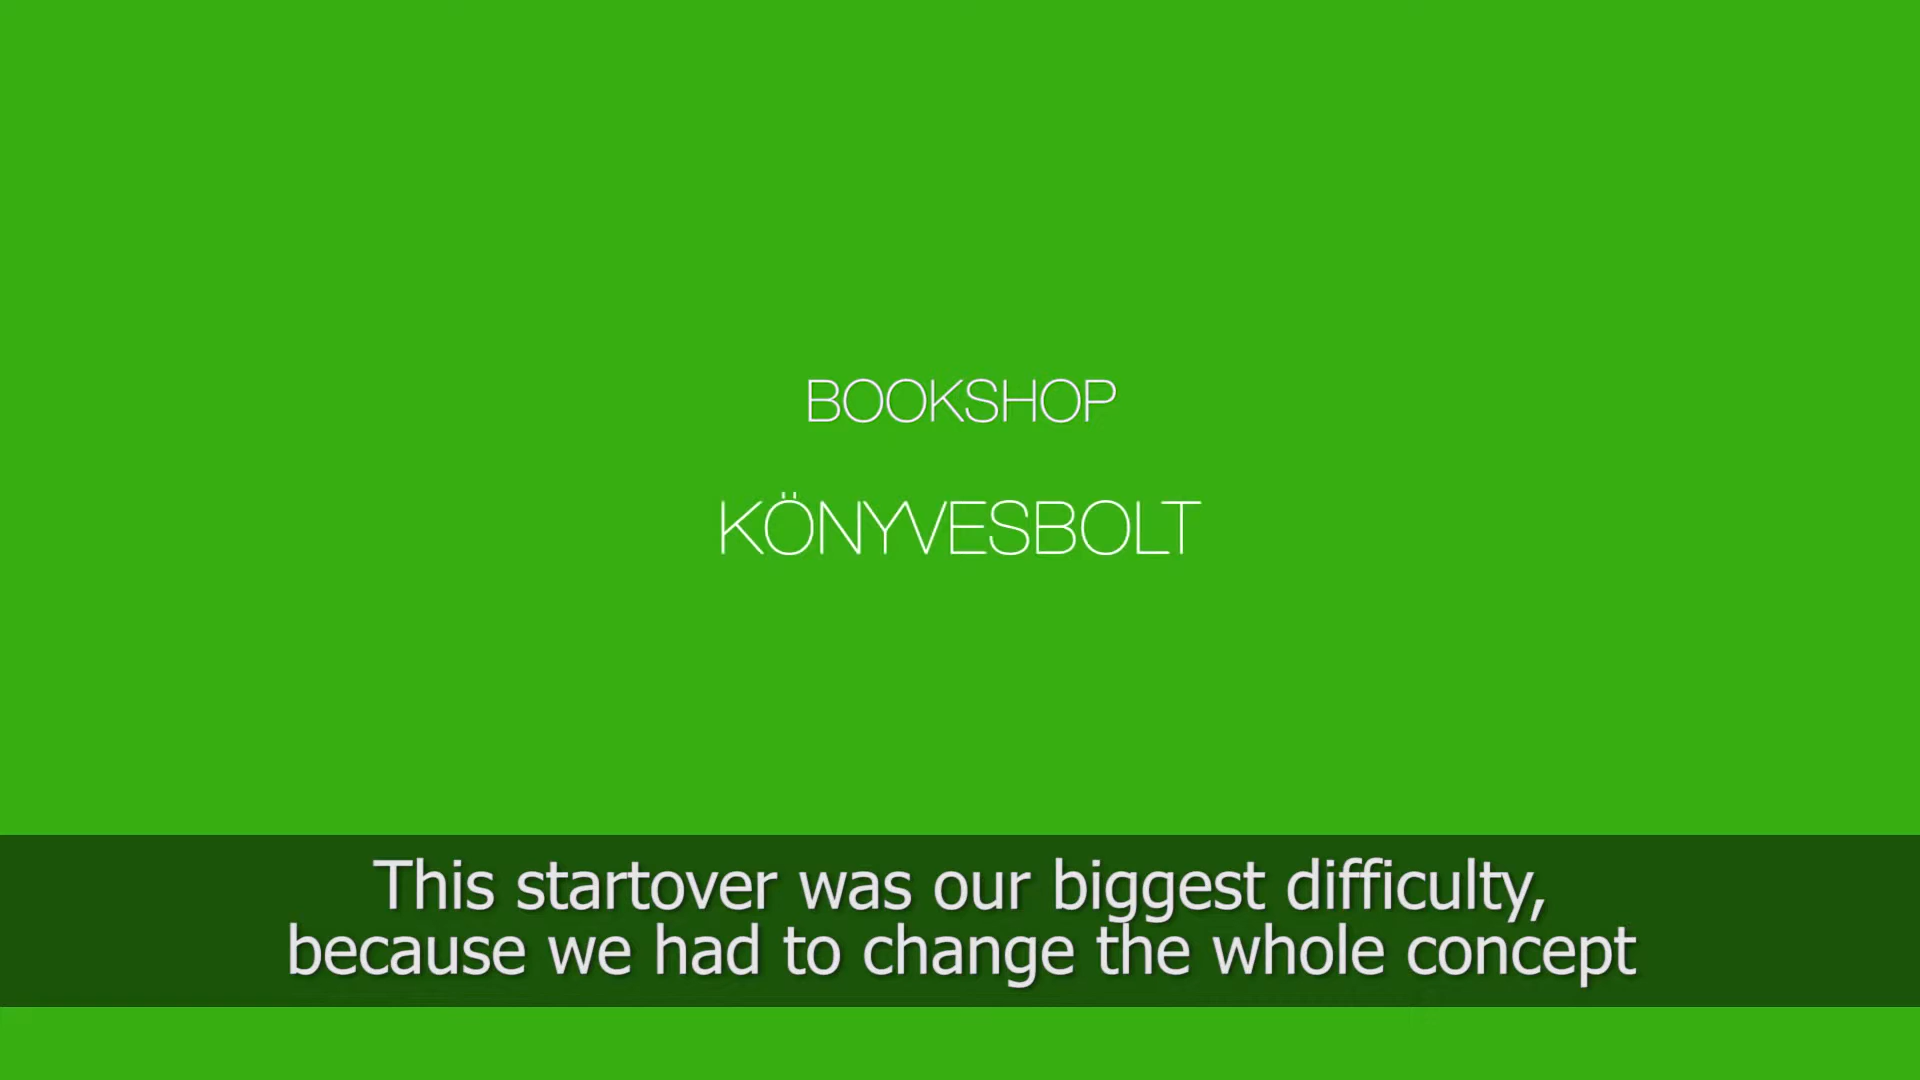 BOOKSHOP
KÖNYVESBOLT
This startover was our biggest difficulty,
because we had to change the whole concept